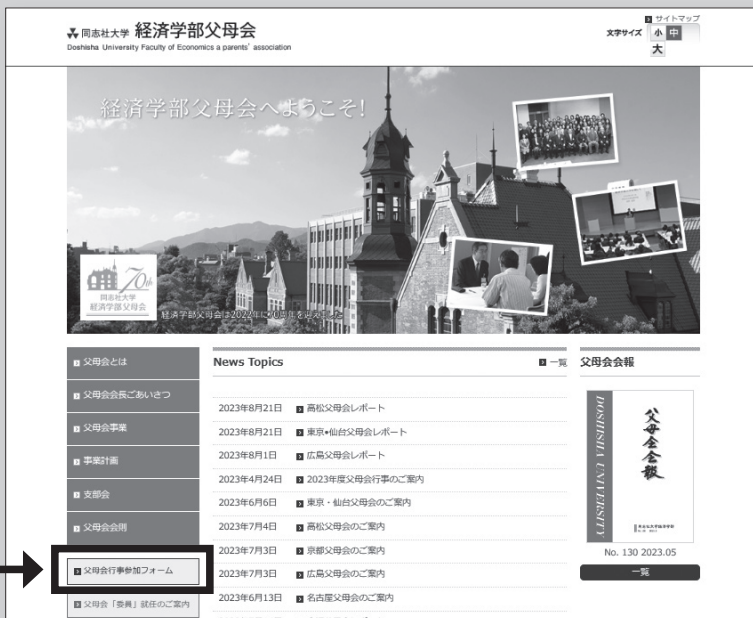 同志社大学 経済学部父母会
Doshisha University Faculty of Economics a parents' association
サイトマップ
文字サイズ 小 中
大
経済学部父母会へようこそ!
70th
同志社大学
経済学部父母会
経済学部父母会は2022年に70周年を迎えました
父母会とは
父母会会長ごあいさつ
父母会事業
事業計画
支部会
父母会会則
父母会行事参加フォーム
父母会「委員」就任のご案内
News Topics 一覧
2023年8月21日 高松父母会レポート
2023年8月21日 東京•仙台父母会レポート
2023年8月1日 広島父母会レポート
2023年4月24日 2023年度父母会行事のご案内
2023年6月6日 東京・仙台父母会のご案内
2023年7月4日 高松父母会のご案内
2023年7月3日 京都父母会のご案内
2023年7月3日 広島父母会のご案内
2023年6月13日 名古屋父母会のご案内
父母会会報
DOSHISHA UNIVERSITY
父母会会報
No. 130 2023.05
一覧